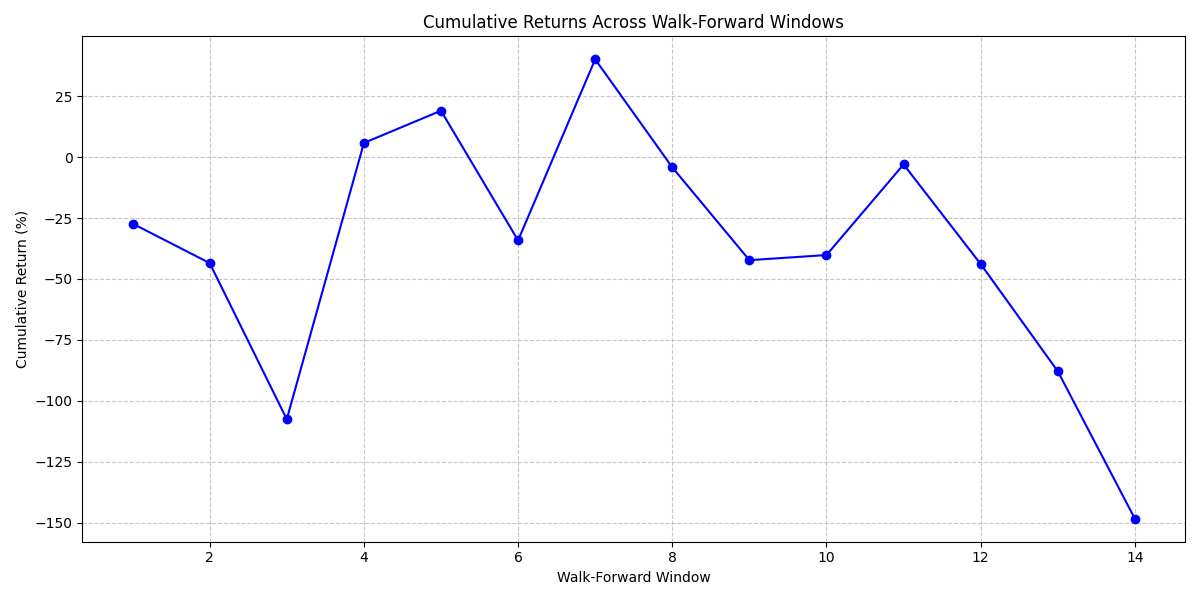 Cumulative Returns Across Walk-Forward Windows
Cumulative Return (%)
25
0
−25
−50
−75
−100
−125
−150
2 4 6 8 10 12 14
Walk-Forward Window